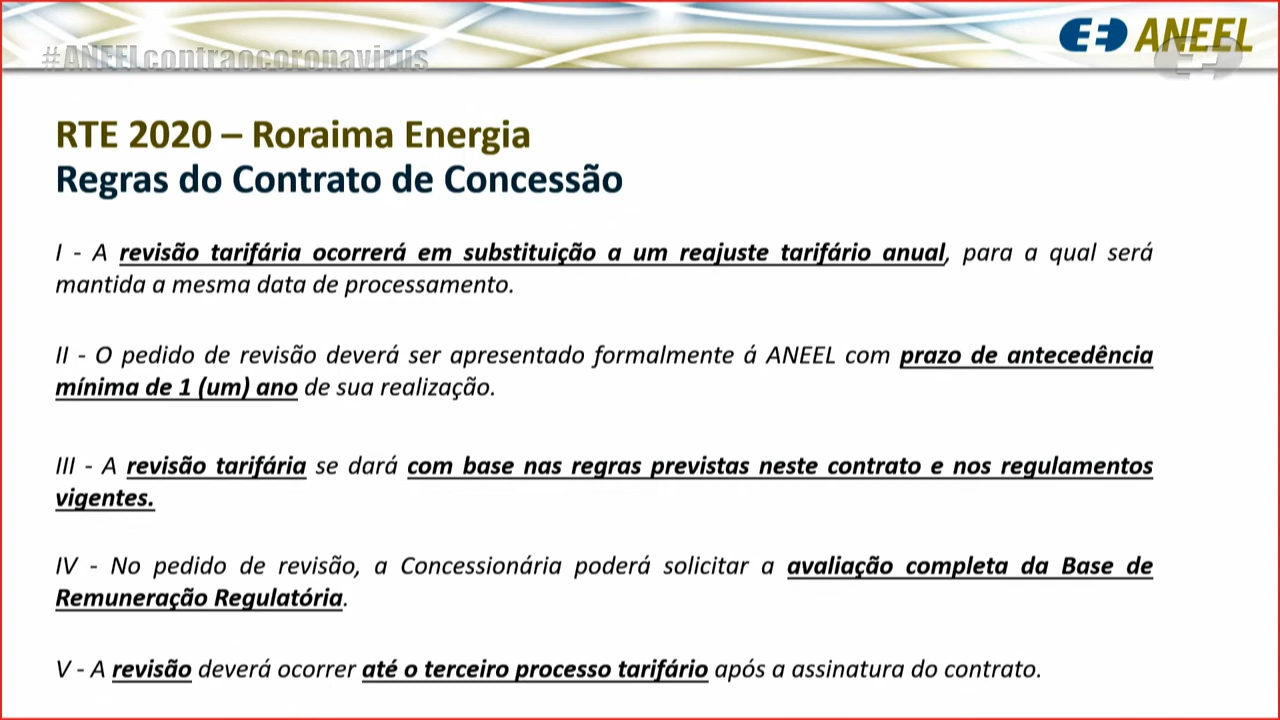 #ANEELcontraocoronavirus
ANEEL
RTE 2020 – Roraima Energia
Regras do Contrato de Concessão
I - A revisão tarifária ocorrerá em substituição a um reajuste tarifário anual, para a qual será
mantida a mesma data de processamento.
II - O pedido de revisão deverá ser apresentado formalmente á ANEEL com prazo de antecedência
mínima de 1 (um) ano de sua realização.
III - A revisão tarifária se dará com base nas regras previstas neste contrato e nos regulamentos
vigentes.
IV - No pedido de revisão, a Concessionária poderá solicitar a avaliação completa da Base de
Remuneração Regulatória.
V - A revisão deverá ocorrer até o terceiro processo tarifário após a assinatura do contrato.